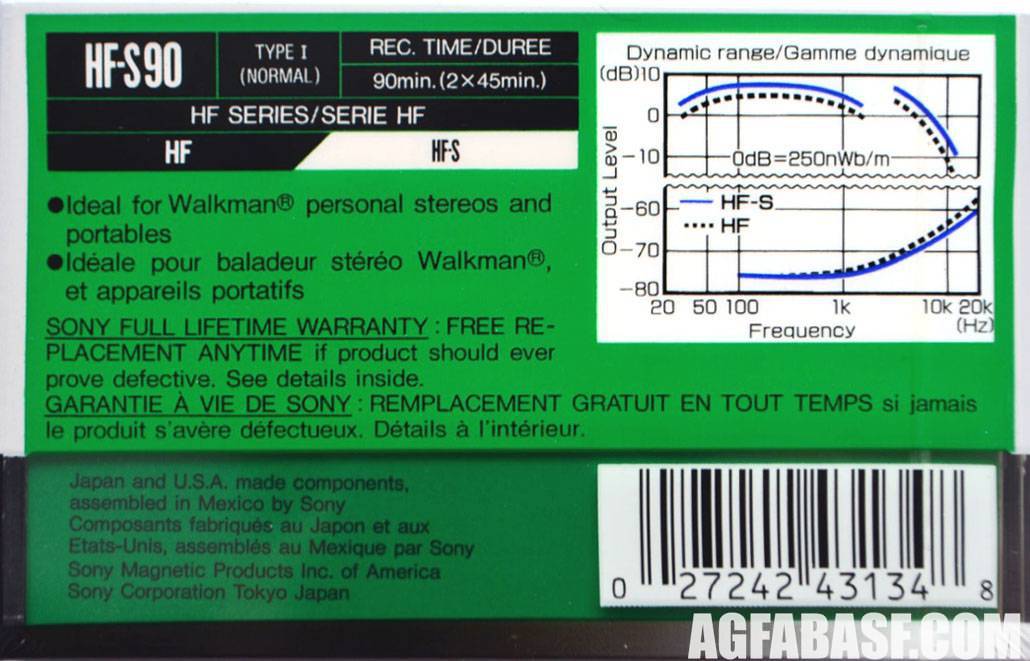 HF-S90
TYPE I
(NORMAL)
REC. TIME/DUREE
90min.(2×45min.)
HF SERIES/SERIE HF
HF
HF-S
●Ideal for Walkman® personal stereos and
portables
●Idéale pour baladeur stéréo Walkman®,
et appareils portatifs
SONY FULL LIFETIME WARRANTY : FREE RE-
PLACEMENT ANYTIME if product should ever
prove defective. See details inside.
GARANTIE À VIE DE SONY : REMPLACEMENT GRATUIT EN TOUT TEMPS si jamais
le produit s'avère défectueux. Détails à l'intérieur.
Dynamic range/Gamme dynamique
(dB)10
0
-10
0dB=250nWb/m
Output Level
-60
HF-S
HF
-70
-80
20 50 100 1k 10k 20k
Frequency (Hz)
Japan and U.S.A. made components,
assembled in Mexico by Sony
Composants fabriqués au Japon et aux
Etats-Unis, assemblés au Mexique par Sony
Sony Magnetic Products Inc. of America
Sony Corporation Tokyo Japan
0 27242 43134 8
AGFABASF.COM